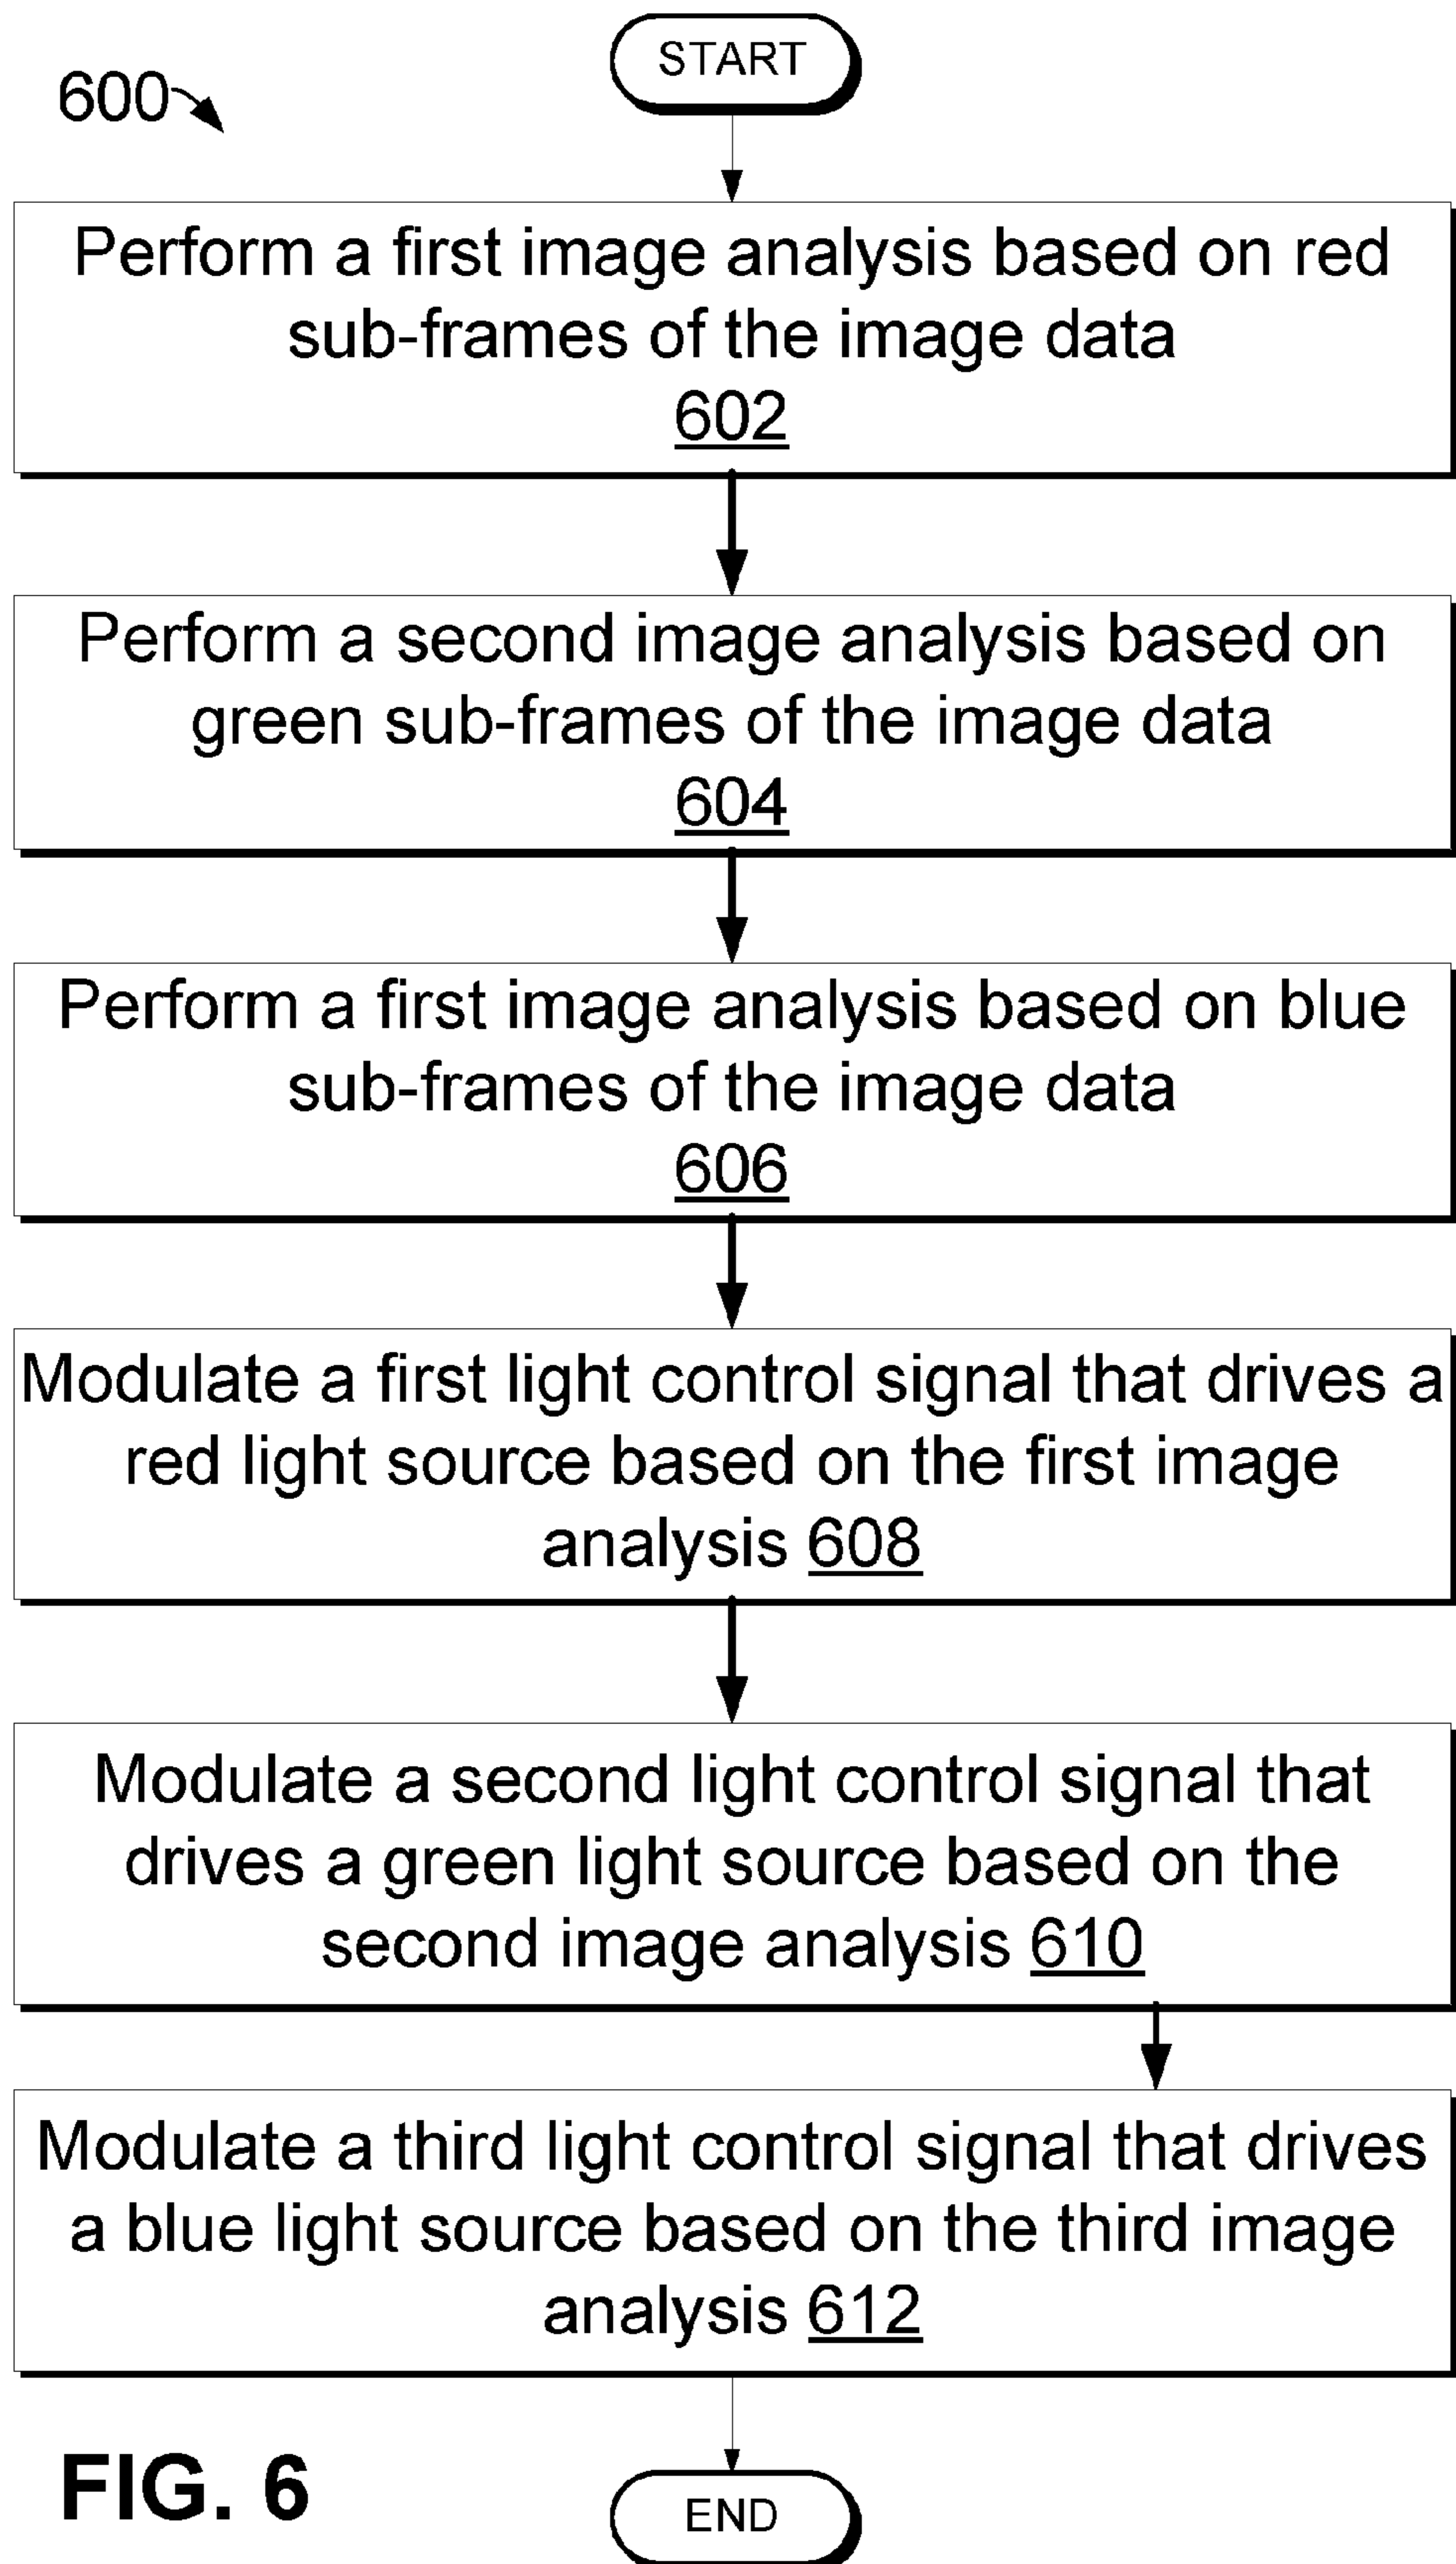 START
600
Perform a first image analysis based on red
sub-frames of the image data
602
Perform a second image analysis based on
green sub-frames of the image data
604
Perform a first image analysis based on blue
sub-frames of the image data
606
Modulate a first light control signal that drives a
red light source based on the first image
analysis 608
Modulate a second light control signal that
drives a green light source based on the
second image analysis 610
Modulate a third light control signal that drives
a blue light source based on the third image
analysis 612
FIG. 6
END